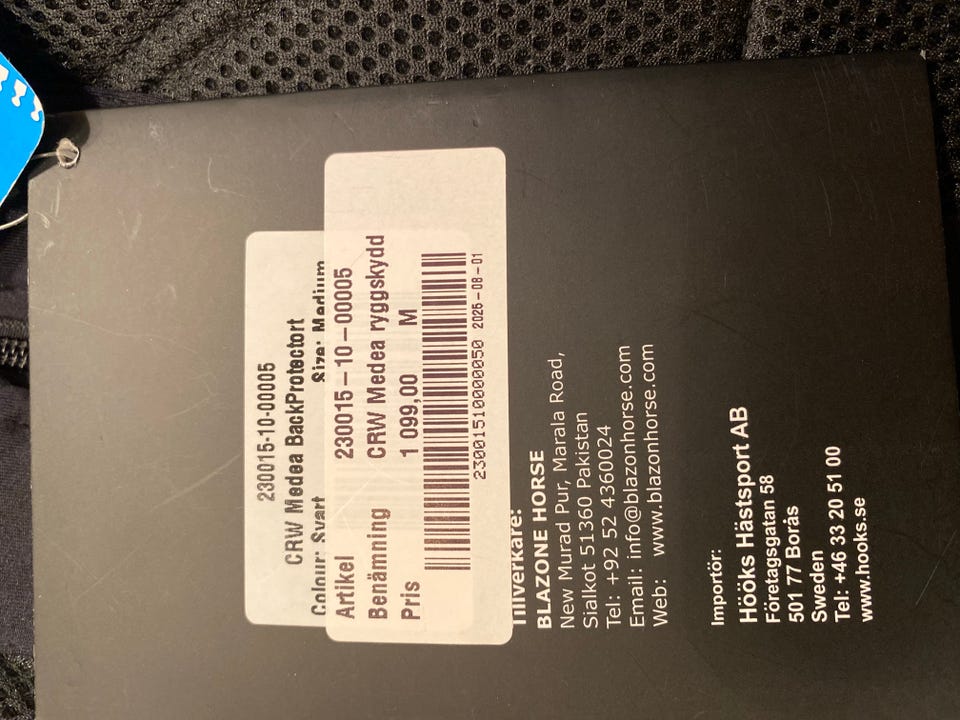 230015-10-00005
CRW Medea BackProtectort
Colour: Svart Size: Medium
Artikel 230015-10-00005
Benämning CRW Medea ryggskydd
Pris 1 099,00 M
230015100000050 2025-08-01
Tillverkare:
BLAZONE HORSE
New Murad Pur, Marala Road,
Sialkot 51360 Pakistan
Tel: +92 52 4360024
Email: info@blazonhorse.com
Web: www.blazonhorse.com
Importör:
Hööks Hästsport AB
Företagsgatan 58
501 77 Borås
Sweden
Tel: +46 33 20 51 00
www.hooks.se